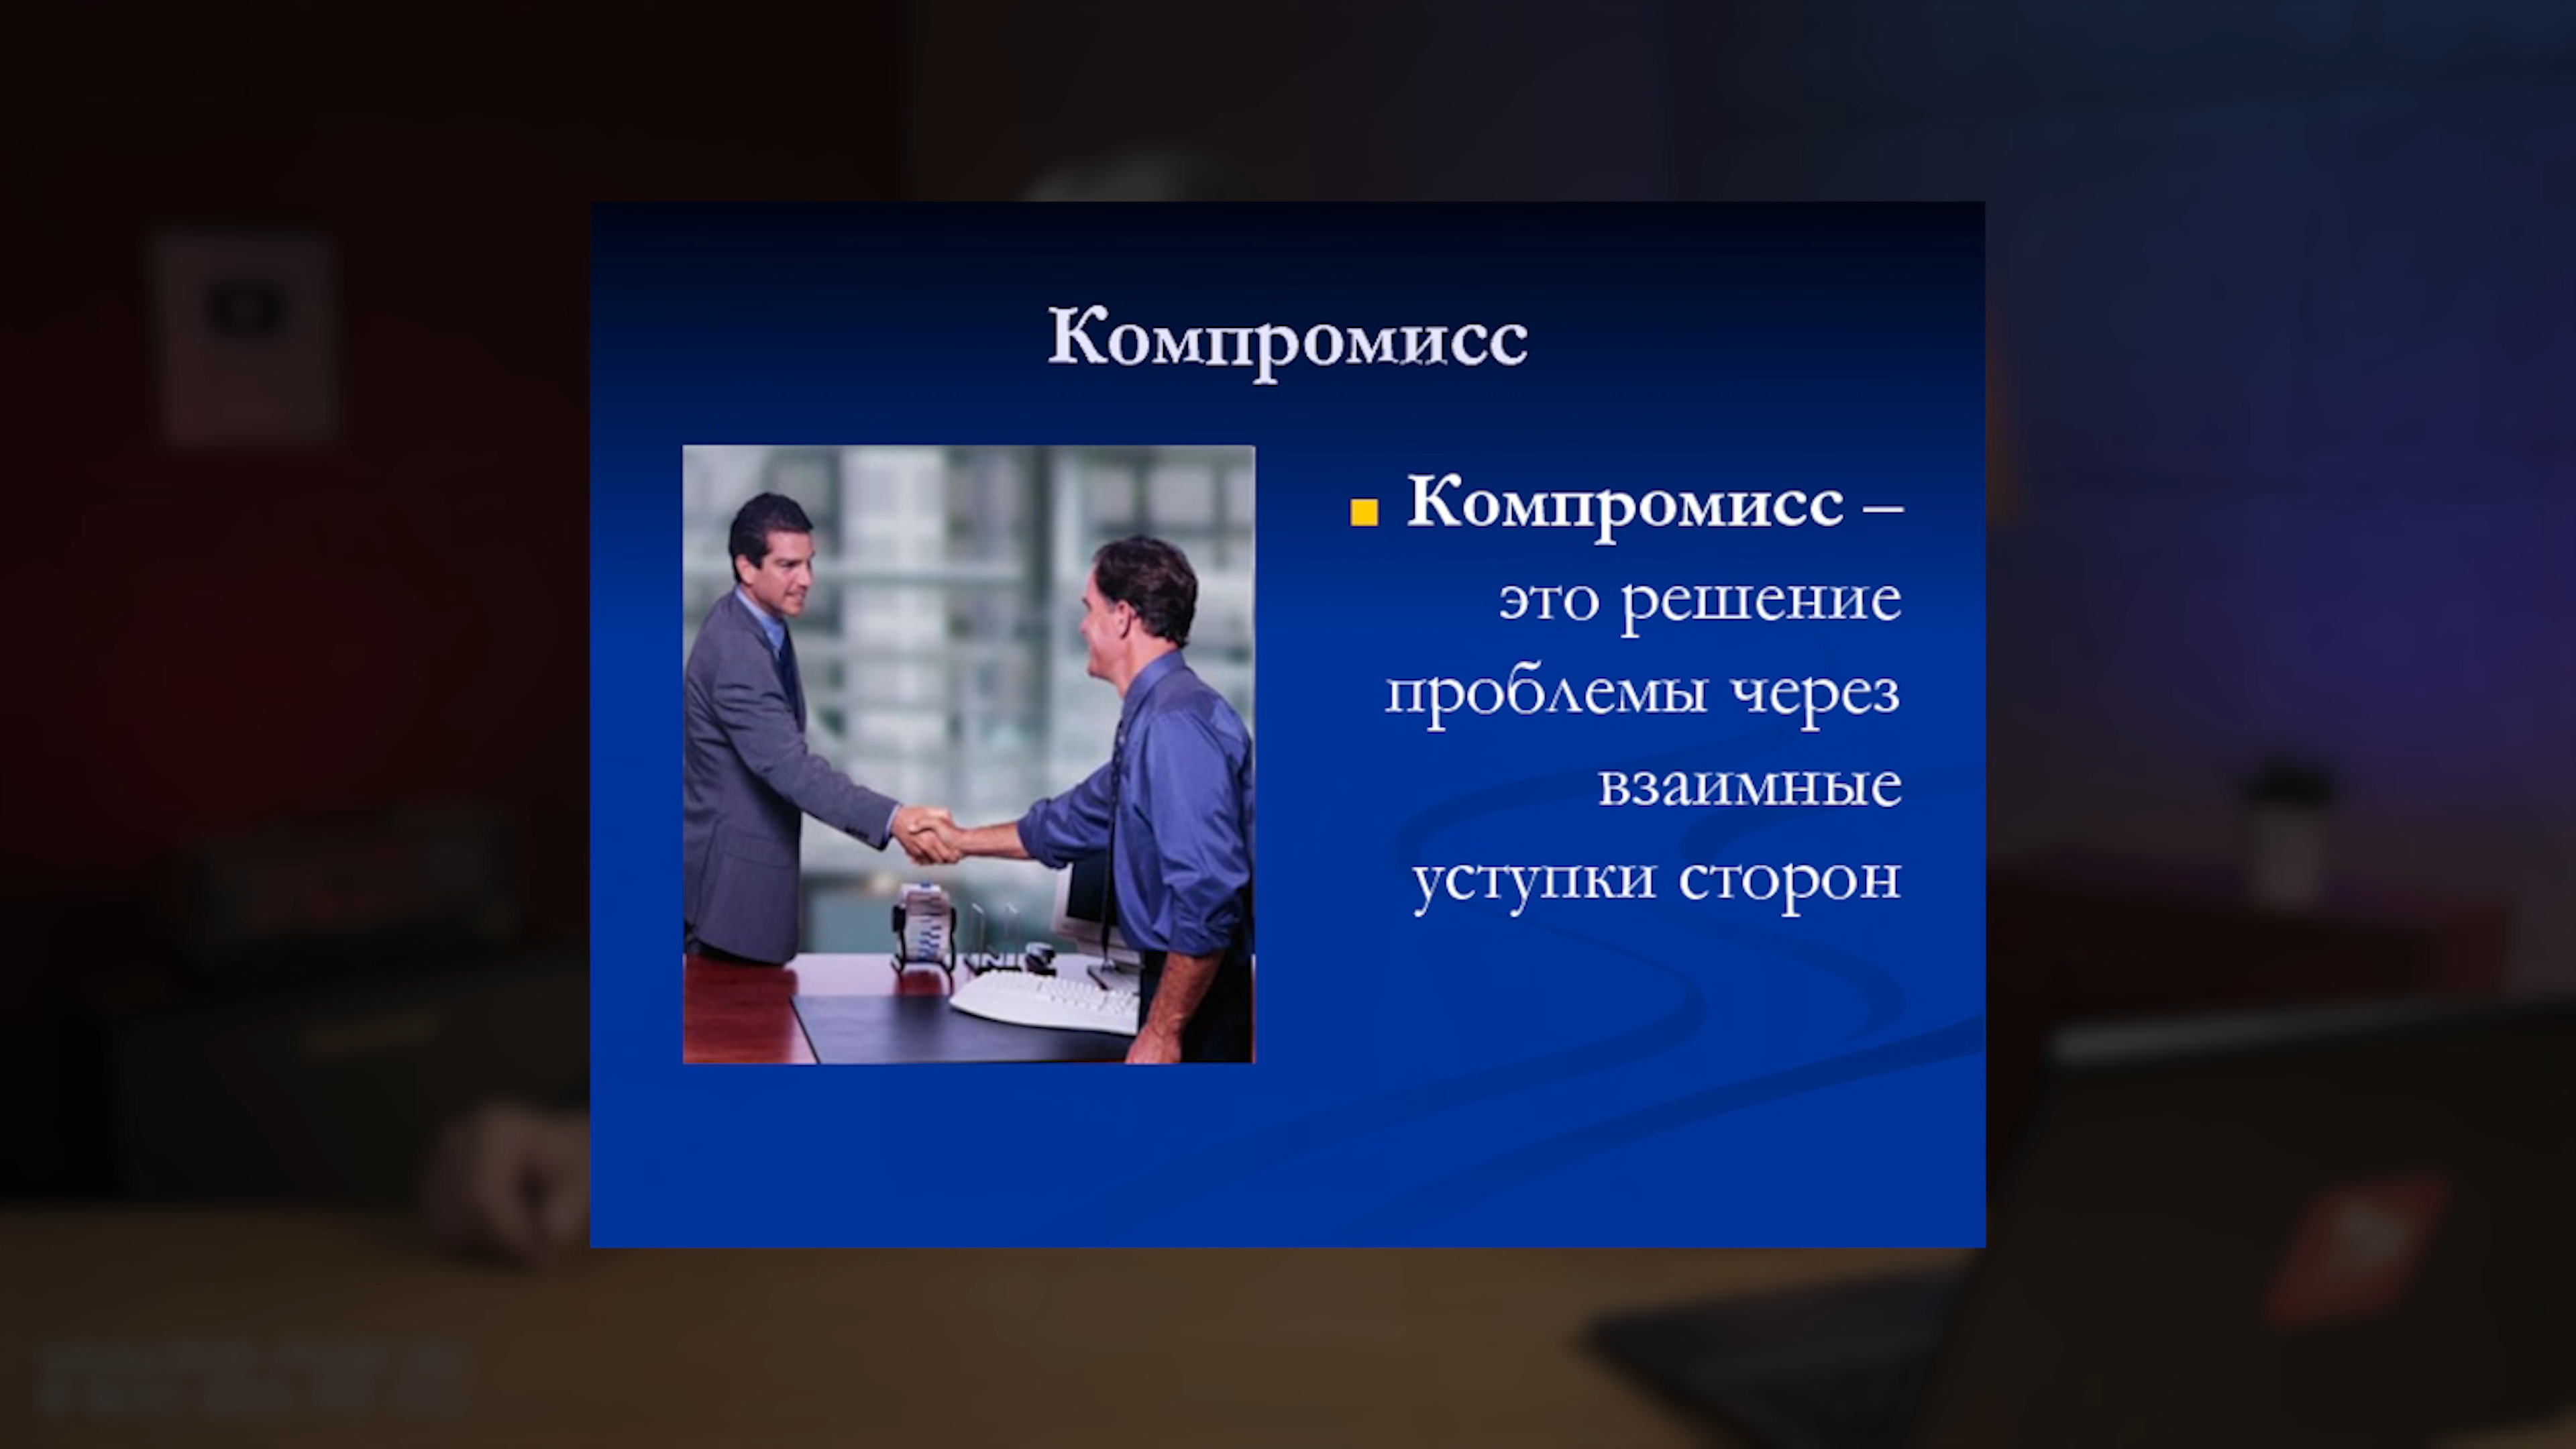 Компромисс
Компромисс –
это решение
проблемы через
взаимные
уступки сторон